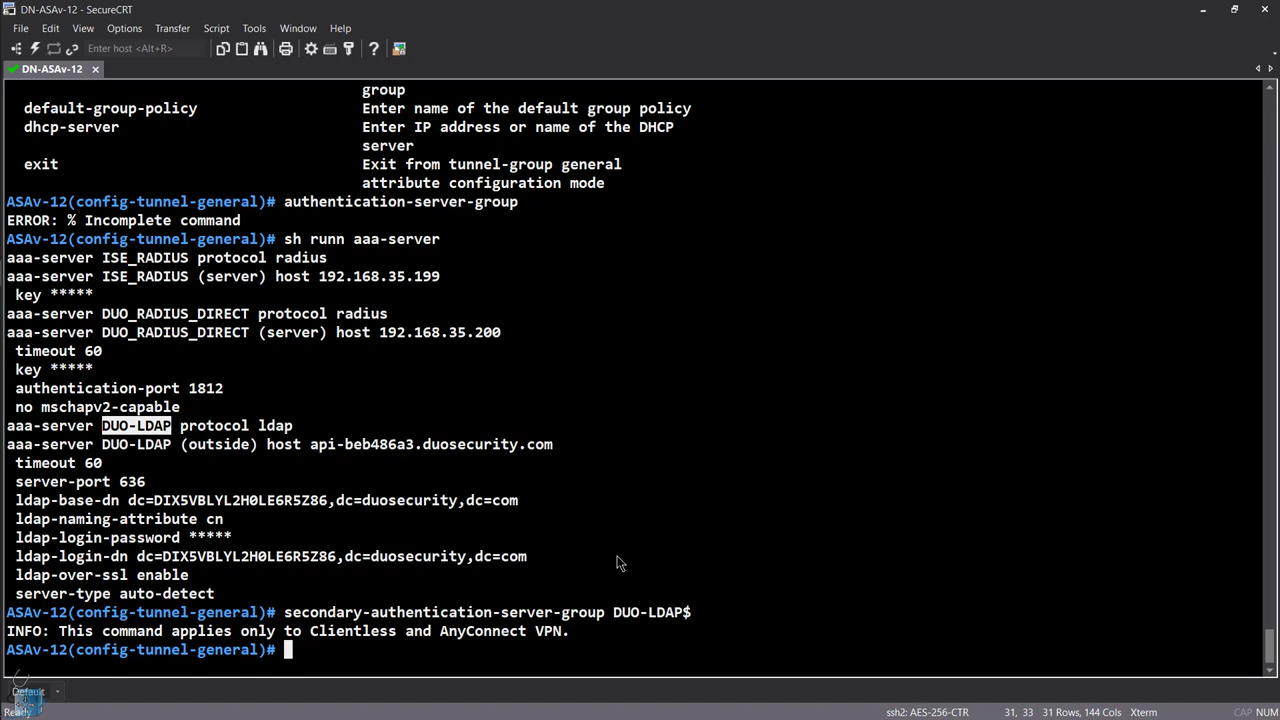 DN-ASAv-12 - SecureCRT
File Edit View Options Transfer Script Tools Window Help
Enter host <Alt+R>
DN-ASAv-12
group
default-group-policy Enter name of the default group policy
dhcp-server Enter IP address or name of the DHCP
server
exit Exit from tunnel-group general
attribute configuration mode
ASAv-12(config-tunnel-general)# authentication-server-group
ERROR: % Incomplete command
ASAv-12(config-tunnel-general)# sh runn aaa-server
aaa-server ISE_RADIUS protocol radius
aaa-server ISE_RADIUS (server) host 192.168.35.199
key *****
aaa-server DUO_RADIUS_DIRECT protocol radius
aaa-server DUO_RADIUS_DIRECT (server) host 192.168.35.200
timeout 60
key *****
authentication-port 1812
no mschapv2-capable
aaa-server DUO-LDAP protocol ldap
aaa-server DUO-LDAP (outside) host api-beb486a3.duosecurity.com
timeout 60
server-port 636
ldap-base-dn dc=DIX5VBLYL2H0LE6R5Z86,dc=duosecurity,dc=com
ldap-naming-attribute cn
ldap-login-password *****
ldap-login-dn dc=DIX5VBLYL2H0LE6R5Z86,dc=duosecurity,dc=com
ldap-over-ssl enable
server-type auto-detect
ASAv-12(config-tunnel-general)# secondary-authentication-server-group DUO-LDAP$
INFO: This command applies only to Clientless and AnyConnect VPN.
ASAv-12(config-tunnel-general)#
Default
Ready ssh2: AES-256-CTR 31, 33 31 Rows, 144 Cols Xterm CAP NUM